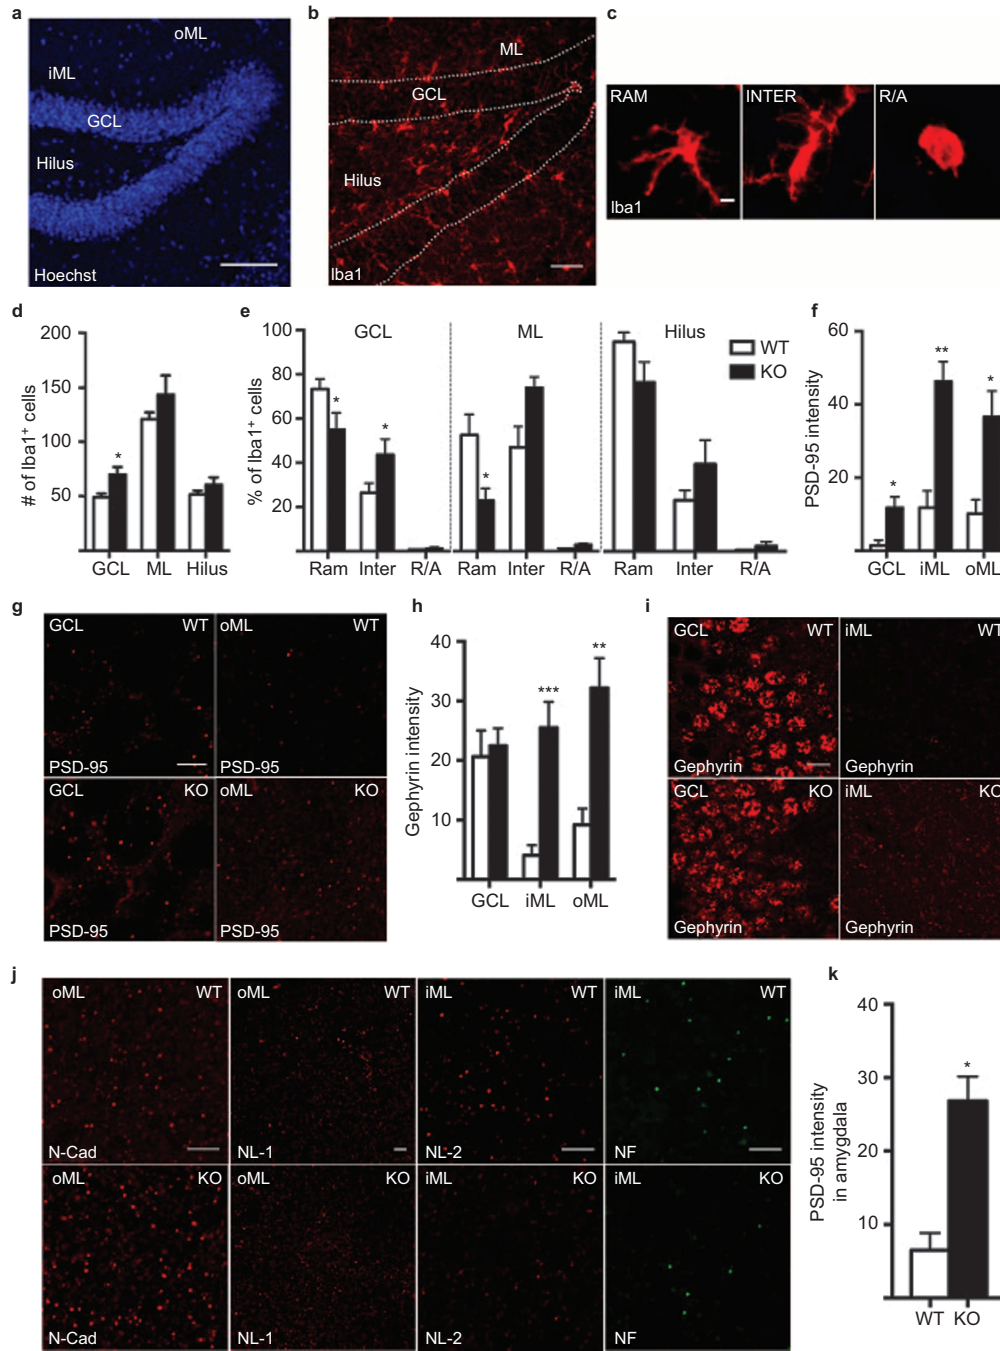 a
oML
iML
GCL
Hilus
Hoechst
b
ML
GCL
Hilus
Iba1
c
RAM
INTER
R/A
Iba1
d
# of Iba1+ cells
200
150
100
50
*
GCL ML Hilus
e
% of Iba1+ cells
100
80
60
40
20
GCL
ML
Hilus
WT
KO
*
*
*
Ram Inter R/A
Ram Inter R/A
Ram Inter R/A
f
PSD-95 intensity
60
40
20
*
**
*
GCL iML oML
g
GCL WT
PSD-95
oML WT
PSD-95
GCL KO
PSD-95
oML KO
PSD-95
h
Gephyrin intensity
40
30
20
10
***
**
GCL iML oML
i
GCL WT
Gephyrin
iML WT
Gephyrin
GCL KO
Gephyrin
iML KO
Gephyrin
j
oML WT
N-Cad
oML WT
NL-1
iML WT
NL-2
iML WT
NF
oML KO
N-Cad
oML KO
NL-1
iML KO
NL-2
iML KO
NF
k
PSD-95 intensity
in amygdala
40
30
20
10
*
WT KO